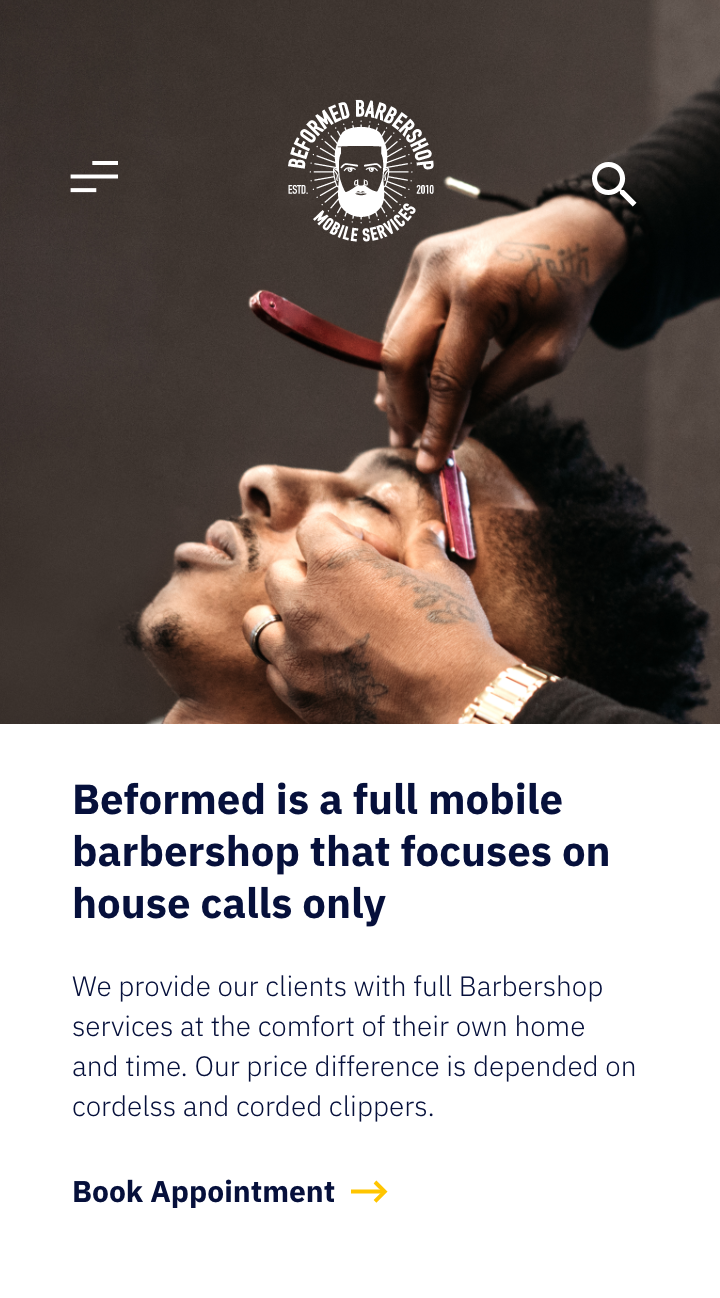 BEFORMED BARBERSHOP
ESTD. 2010
MOBILE SERVICES
Faith
Beformed is a full mobile
barbershop that focuses on
house calls only
We provide our clients with full Barbershop
services at the comfort of their own home
and time. Our price difference is depended on
cordelss and corded clippers.
Book Appointment